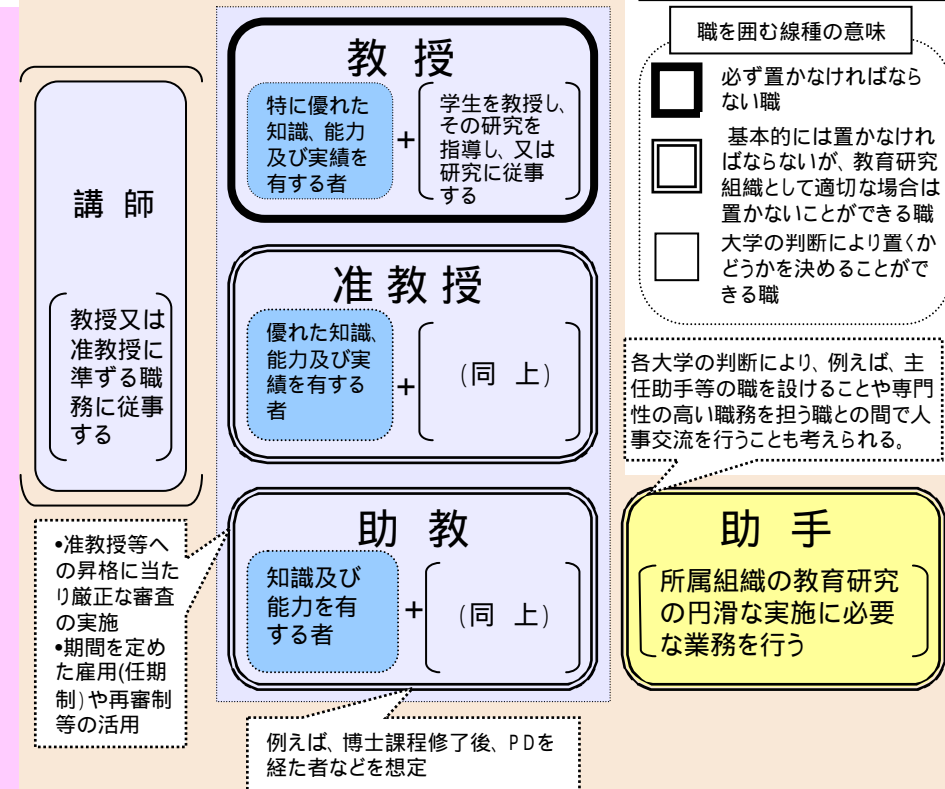 職を囲む線種の意味
必ず置かなければなら
ない職
基本的には置かなけれ
ばならないが、教育研究
組織として適切な場合は
置かないことができる職
大学の判断により置くか
どうかを決めることがで
きる職
教 授
特に優れた
知識、能力
及び実績を
有する者
+
学生を教授し、
その研究を
指導し、又は
研究に従事
する
講 師
教授又は
准教授に
準ずる職
務に従事
する
准 教 授
優れた知識、
能力及び実
績を有する
者
+
(同 上)
各大学の判断により、例えば、主
任助手等の職を設けることや専門
性の高い職務を担う職との間で人
事交流を行うことも考えられる。
助 教
知識及び
能力を有
する者
+
(同 上)
助 手
所属組織の教育研究
の円滑な実施に必要
な業務を行う
•准教授等へ
の昇格に当た
り厳正な審査
の実施
•期間を定め
た雇用(任期
制)や再審制
等の活用
例えば、博士課程修了後、PDを
経た者などを想定